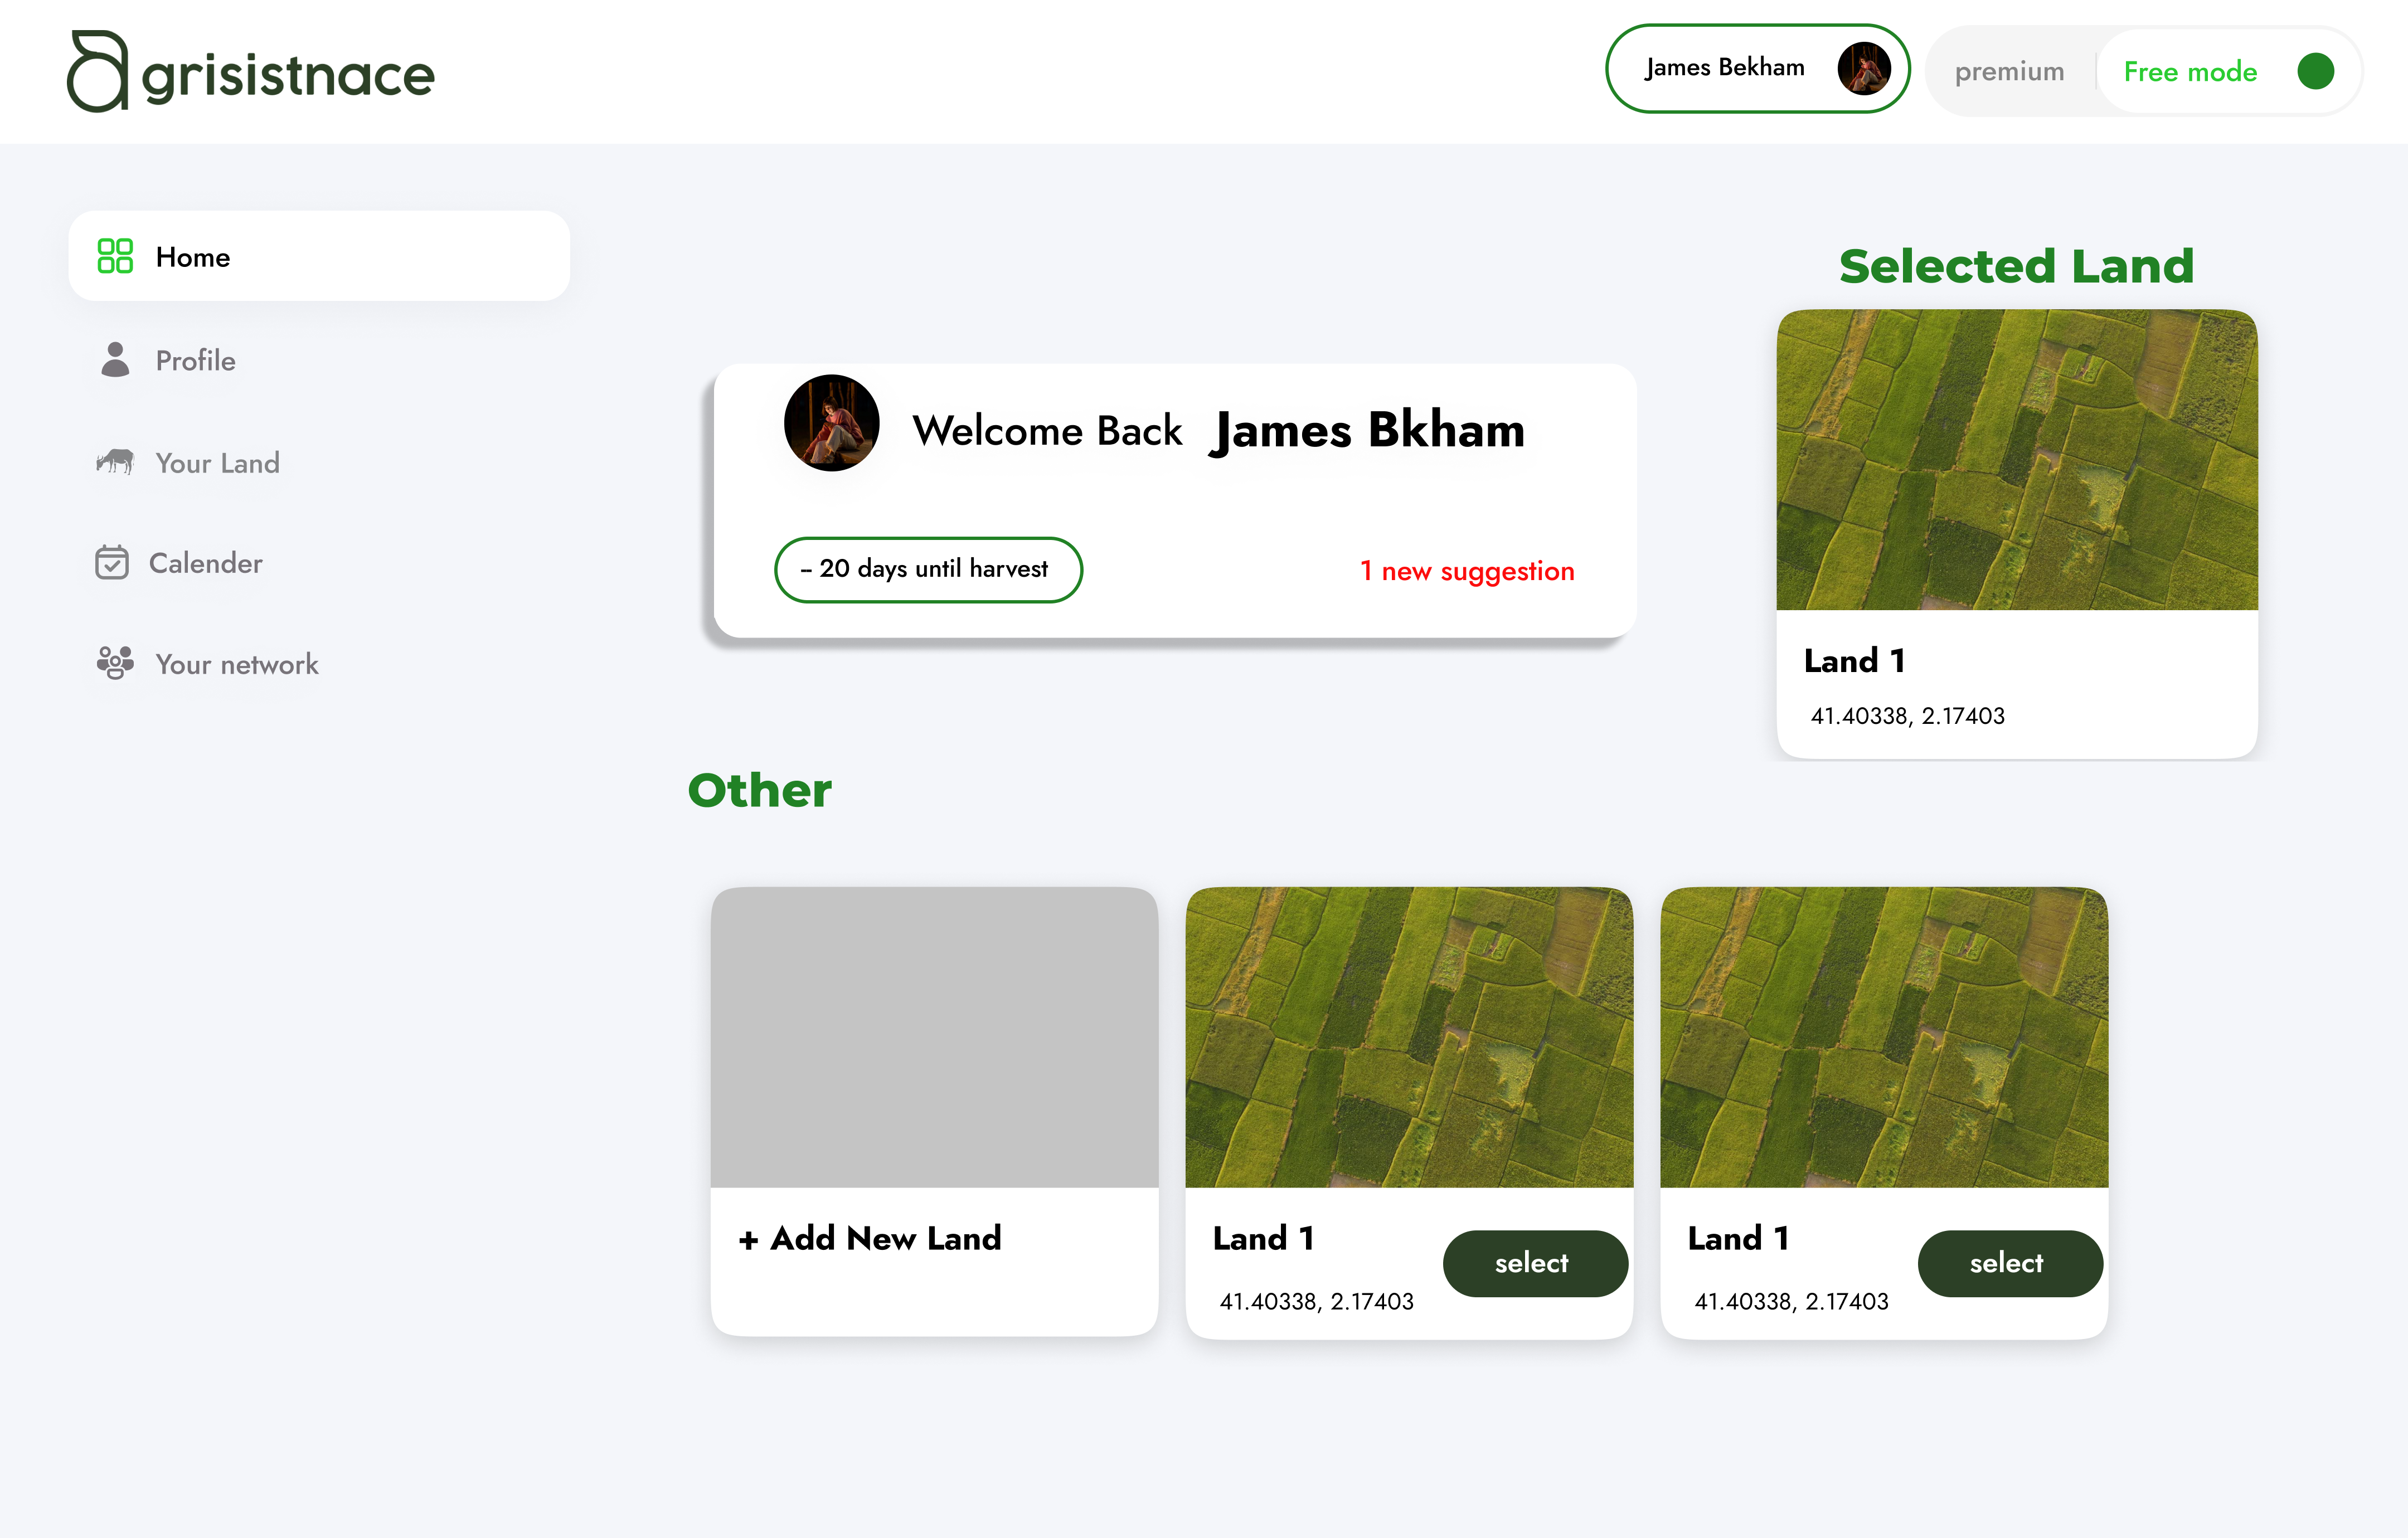 agrisistnace
James Bekham
premium
Free mode
Home
Profile
Your Land
Calender
Your network
Welcome Back James Bkham
– 20 days until harvest
1 new suggestion
Selected Land
Land 1
41.40338, 2.17403
Other
+ Add New Land
Land 1
select
41.40338, 2.17403
Land 1
select
41.40338, 2.17403